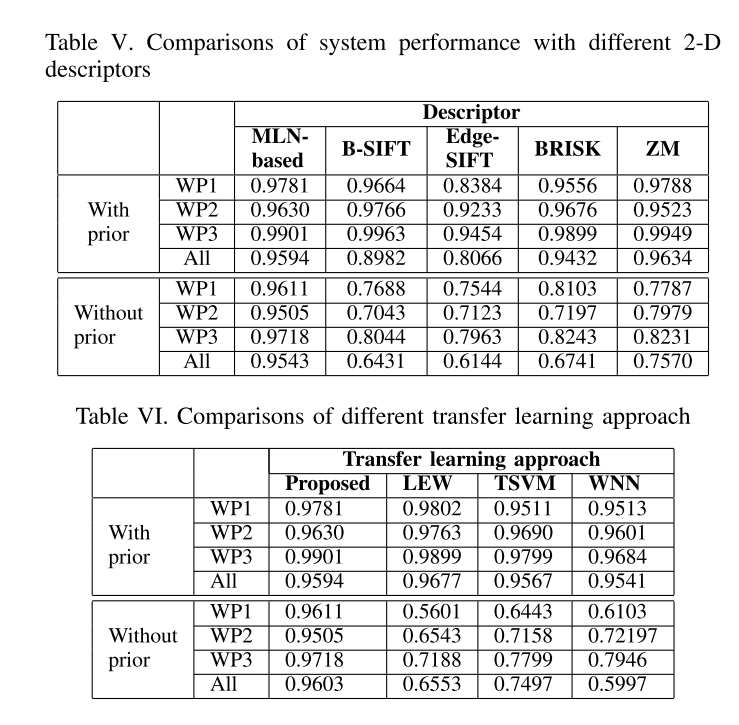 Table V. Comparisons of system performance with different 2-D
descriptors
Descriptor
MLN-based B-SIFT Edge-SIFT BRISK ZM
With prior
WP1 0.9781 0.9664 0.8384 0.9556 0.9788
WP2 0.9630 0.9766 0.9233 0.9676 0.9523
WP3 0.9901 0.9963 0.9454 0.9899 0.9949
All 0.9594 0.8982 0.8066 0.9432 0.9634
Without prior
WP1 0.9611 0.7688 0.7544 0.8103 0.7787
WP2 0.9505 0.7043 0.7123 0.7197 0.7979
WP3 0.9718 0.8044 0.7963 0.8243 0.8231
All 0.9543 0.6431 0.6144 0.6741 0.7570
Table VI. Comparisons of different transfer learning approach
Transfer learning approach
Proposed LEW TSVM WNN
With prior
WP1 0.9781 0.9802 0.9511 0.9513
WP2 0.9630 0.9763 0.9690 0.9601
WP3 0.9901 0.9899 0.9799 0.9684
All 0.9594 0.9677 0.9567 0.9541
Without prior
WP1 0.9611 0.5601 0.6443 0.6103
WP2 0.9505 0.6543 0.7158 0.72197
WP3 0.9718 0.7188 0.7799 0.7946
All 0.9603 0.6553 0.7497 0.5997